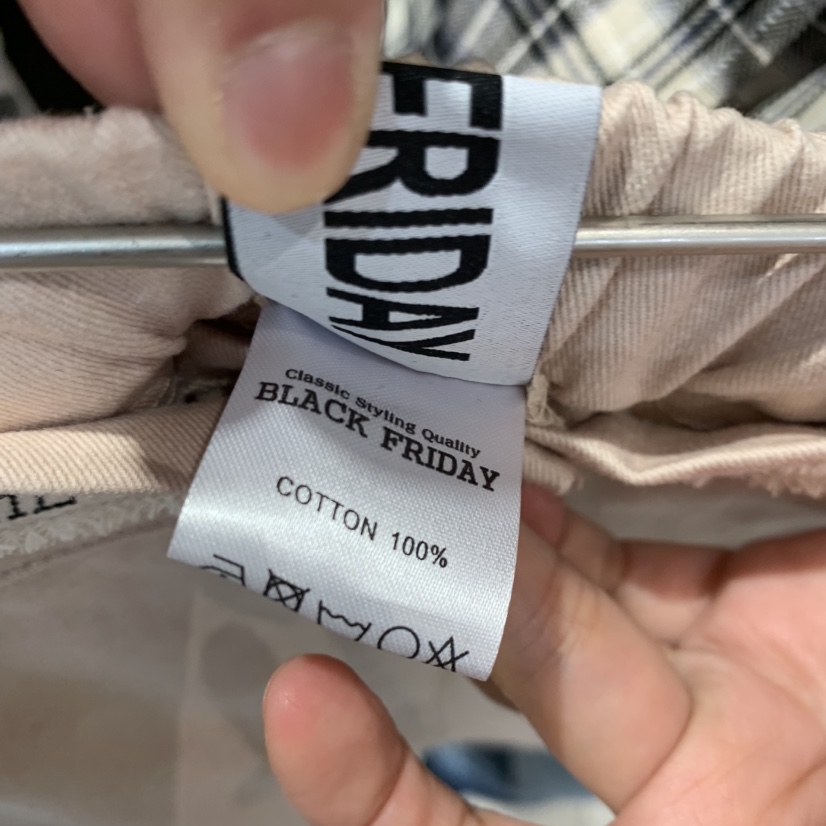 FRIDAY
Classic Styling Quality
BLACK FRIDAY
COTTON 100%